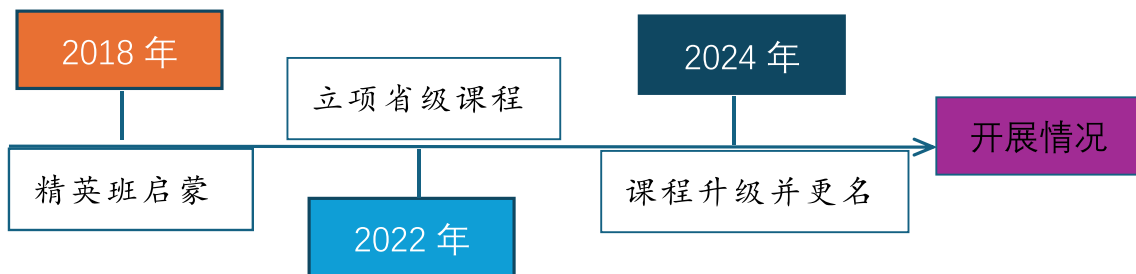 2018 年
精英班启蒙
立项省级课程
2022 年
2024 年
课程升级并更名
开展情况